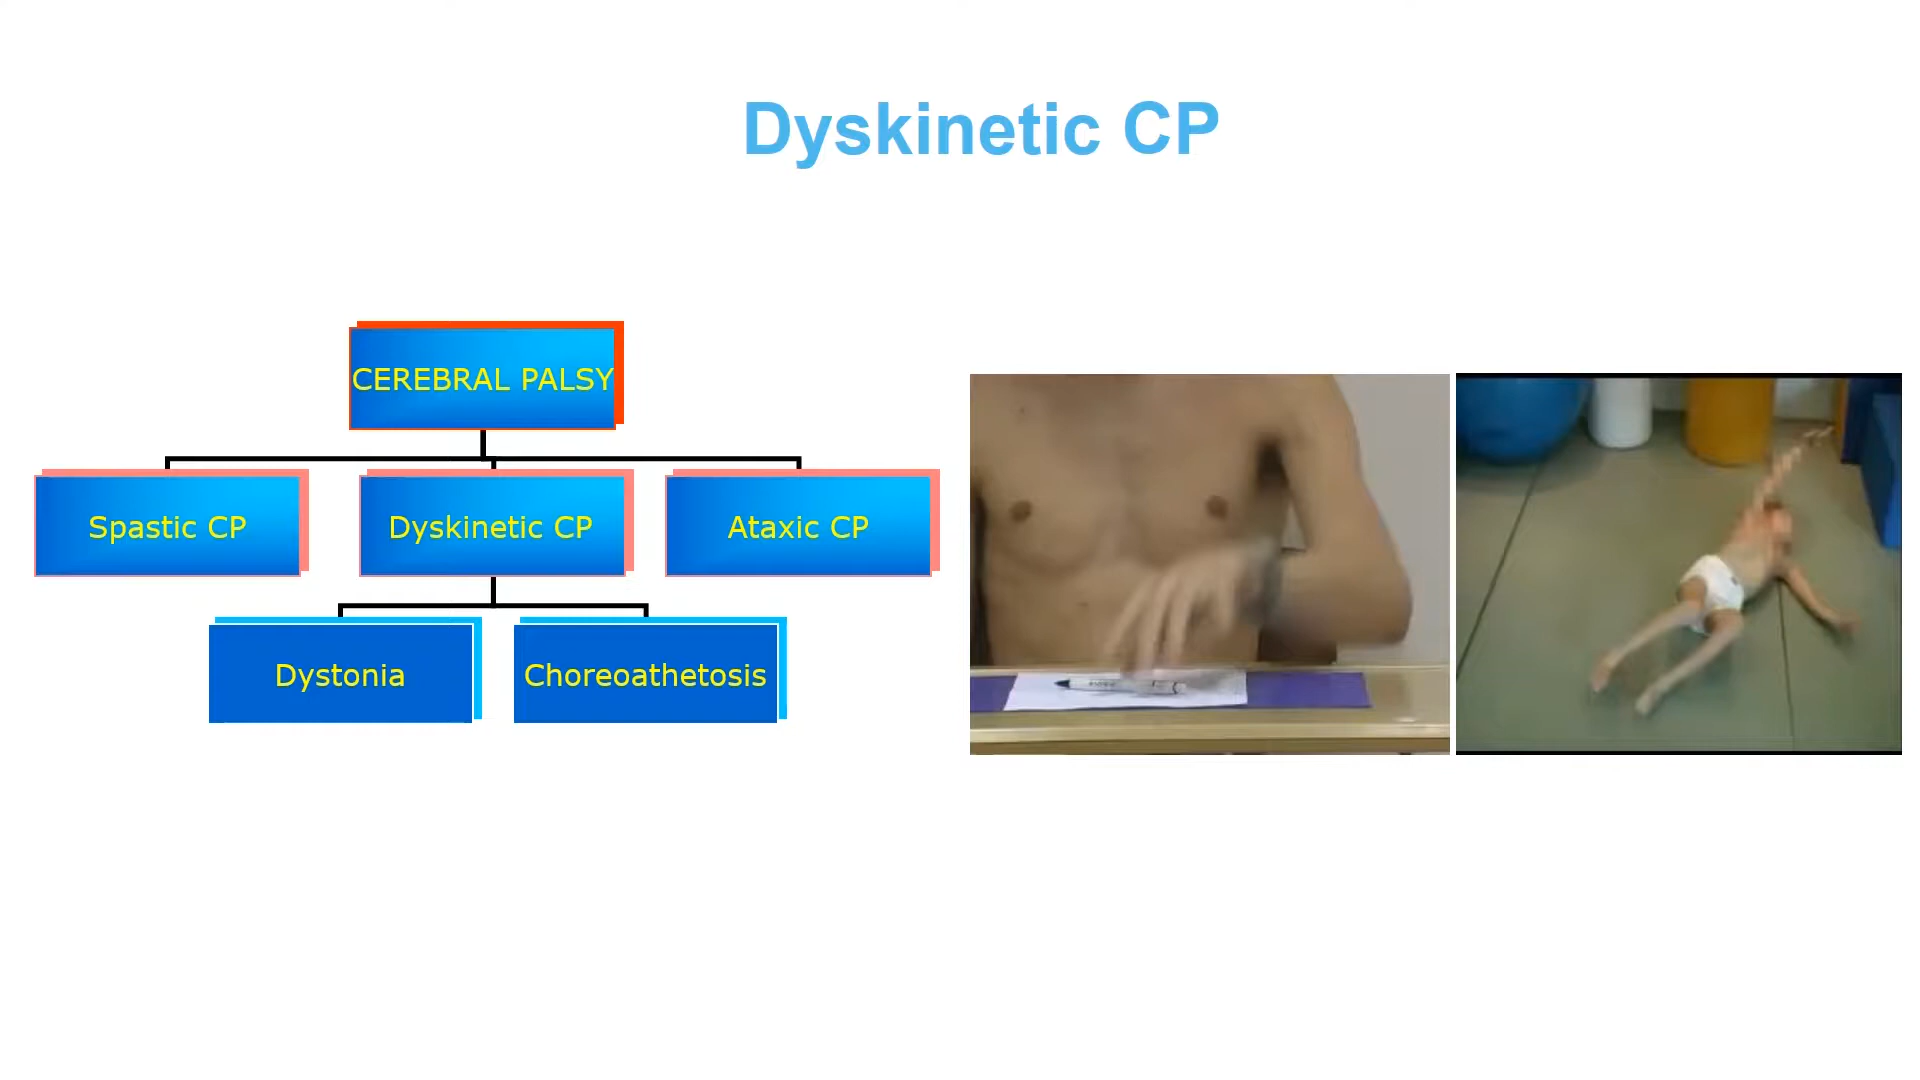 Dyskinetic CP
CEREBRAL PALSY
Spastic CP
Dyskinetic CP
Ataxic CP
Dystonia
Choreoathetosis